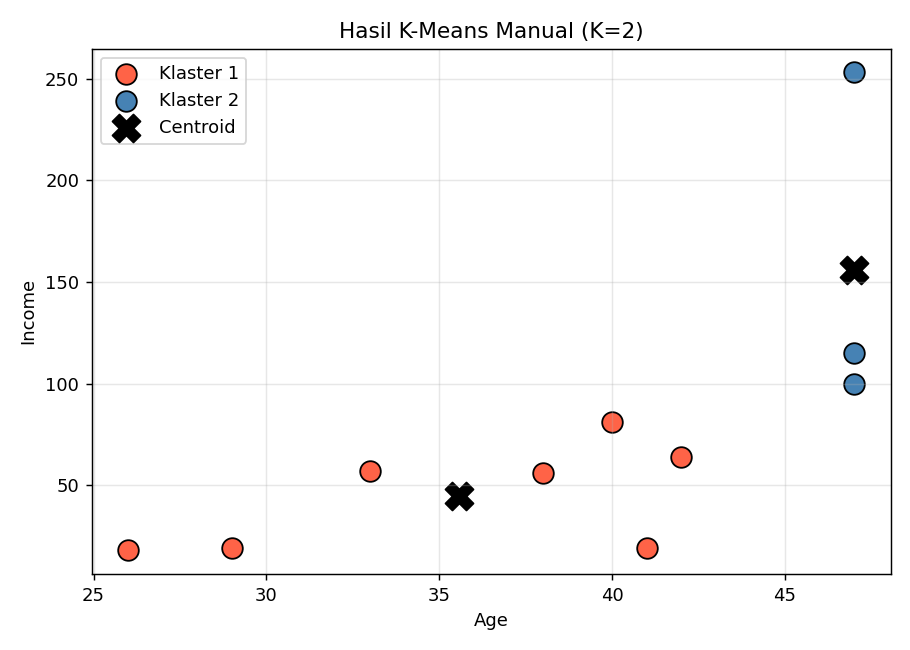 Hasil K-Means Manual (K=2)
Klaster 1
Klaster 2
Centroid
250
200
150
100
50
Income
25
30
35
40
45
Age